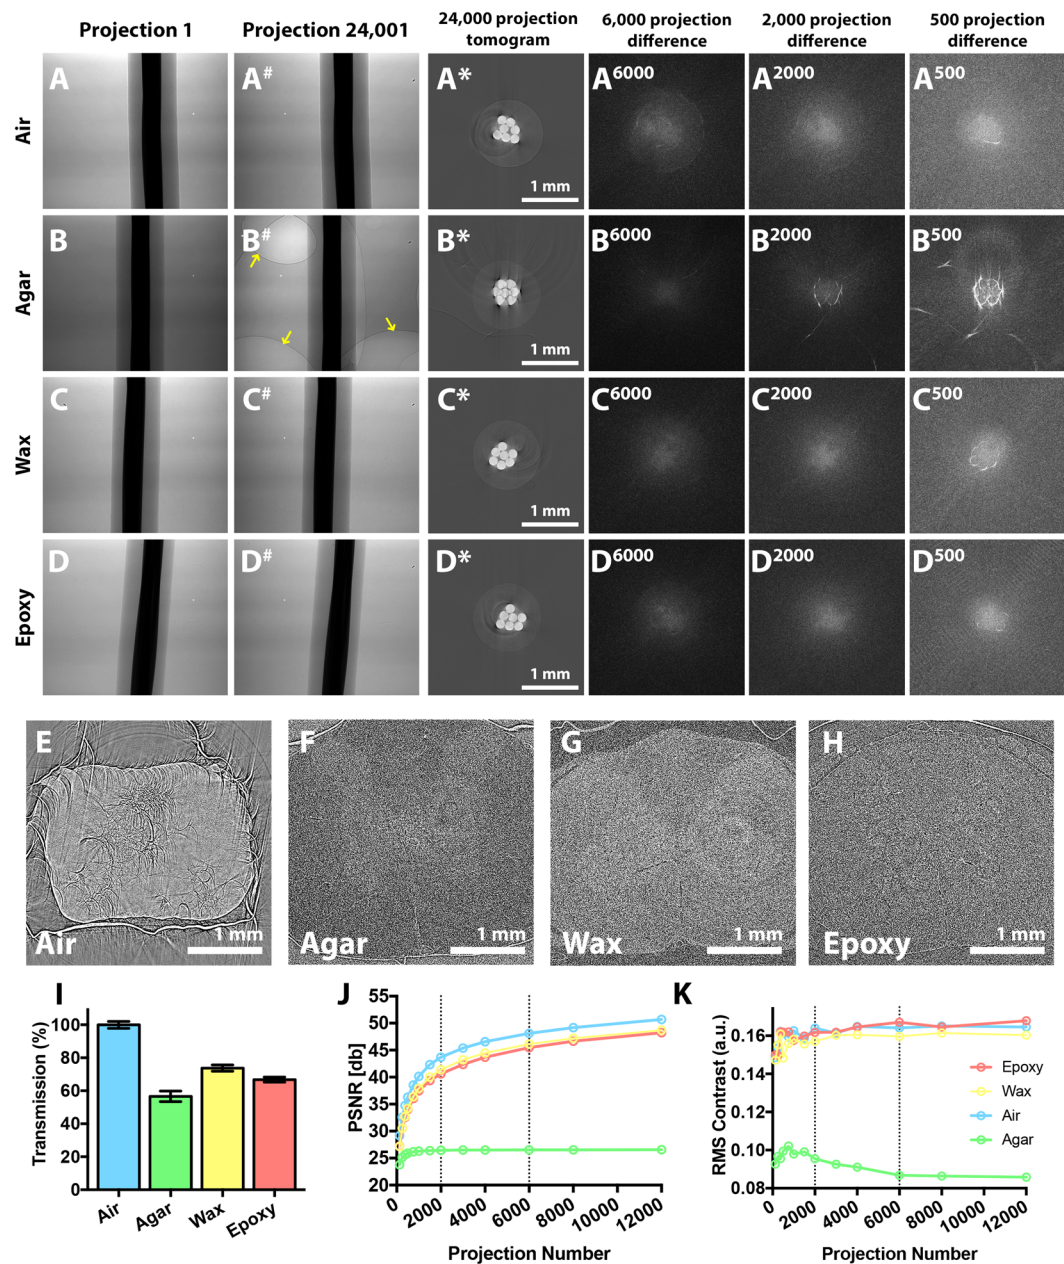 Projection 1
Projection 24,001
24,000 projection
tomogram
6,000 projection
difference
2,000 projection
difference
500 projection
difference
Air
A
A#
A*
1 mm
A6000
A2000
A500
Agar
B
B#
B*
1 mm
B6000
B2000
B500
Wax
C
C#
C*
1 mm
C6000
C2000
C500
Epoxy
D
D#
D*
1 mm
D6000
D2000
D500
E
Air
1 mm
F
Agar
1 mm
G
Wax
1 mm
H
Epoxy
1 mm
I
Transmission (%)
100
80
60
40
20
0
Air
Agar
Wax
Epoxy
J
PSNR [db]
55
50
45
40
35
30
25
20
0
2000
4000
6000
8000
10000
12000
Projection Number
K
RMS Contrast (a.u.)
0.16
0.14
0.12
0.10
0.08
Epoxy
Wax
Air
Agar
0
2000
4000
6000
8000
10000
12000
Projection Number